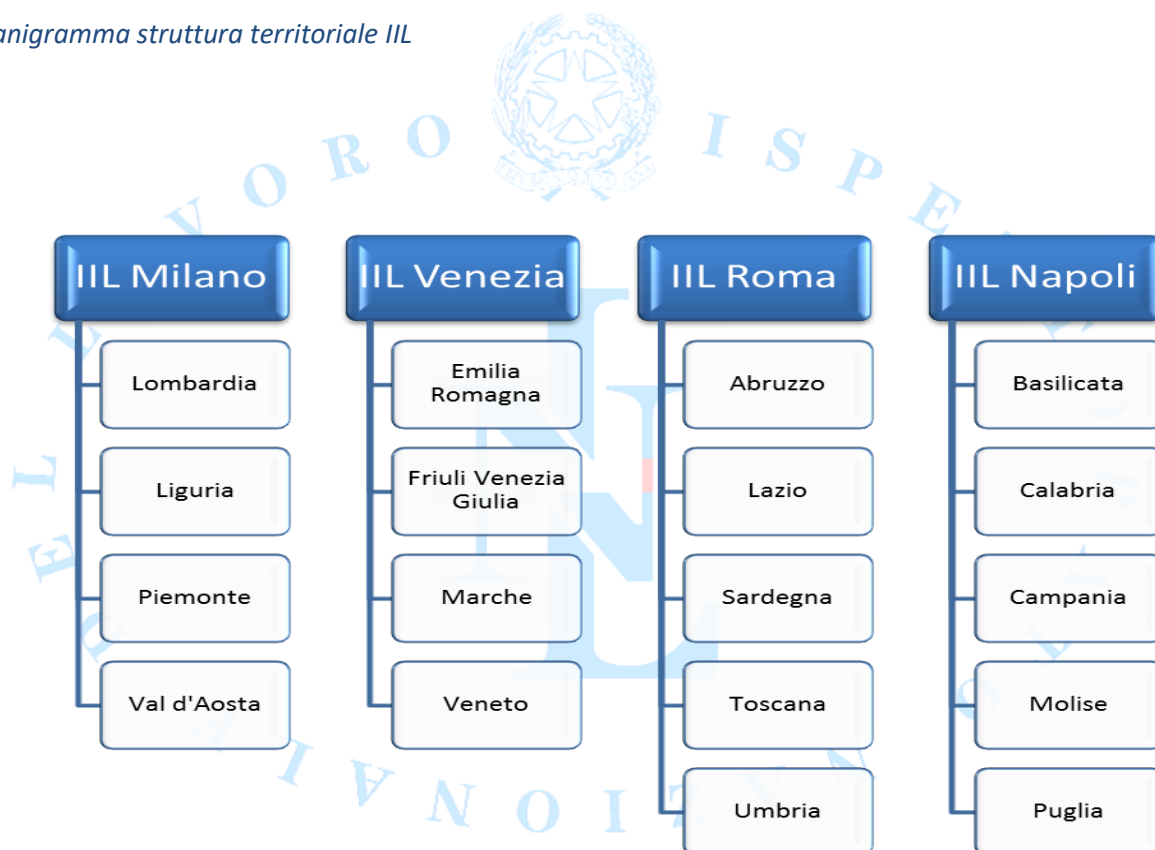 anigramma struttura territoriale IIL
IIL Milano
Lombardia
Liguria
Piemonte
Val d'Aosta
IIL Venezia
Emilia
Romagna
Friuli Venezia
Giulia
Marche
Veneto
IIL Roma
Abruzzo
Lazio
Sardegna
Toscana
Umbria
IIL Napoli
Basilicata
Calabria
Campania
Molise
Puglia